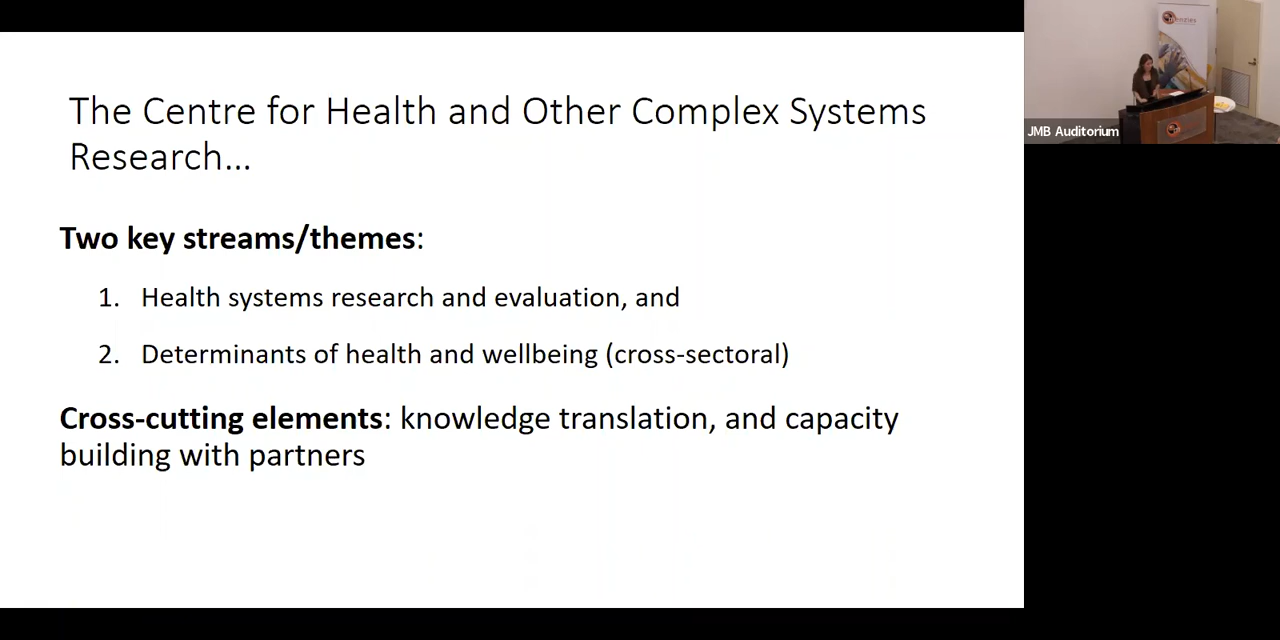 The Centre for Health and Other Complex Systems
Research...
Two key streams/themes:
1. Health systems research and evaluation, and
2. Determinants of health and wellbeing (cross-sectoral)
Cross-cutting elements: knowledge translation, and capacity
building with partners
JMB Auditorium